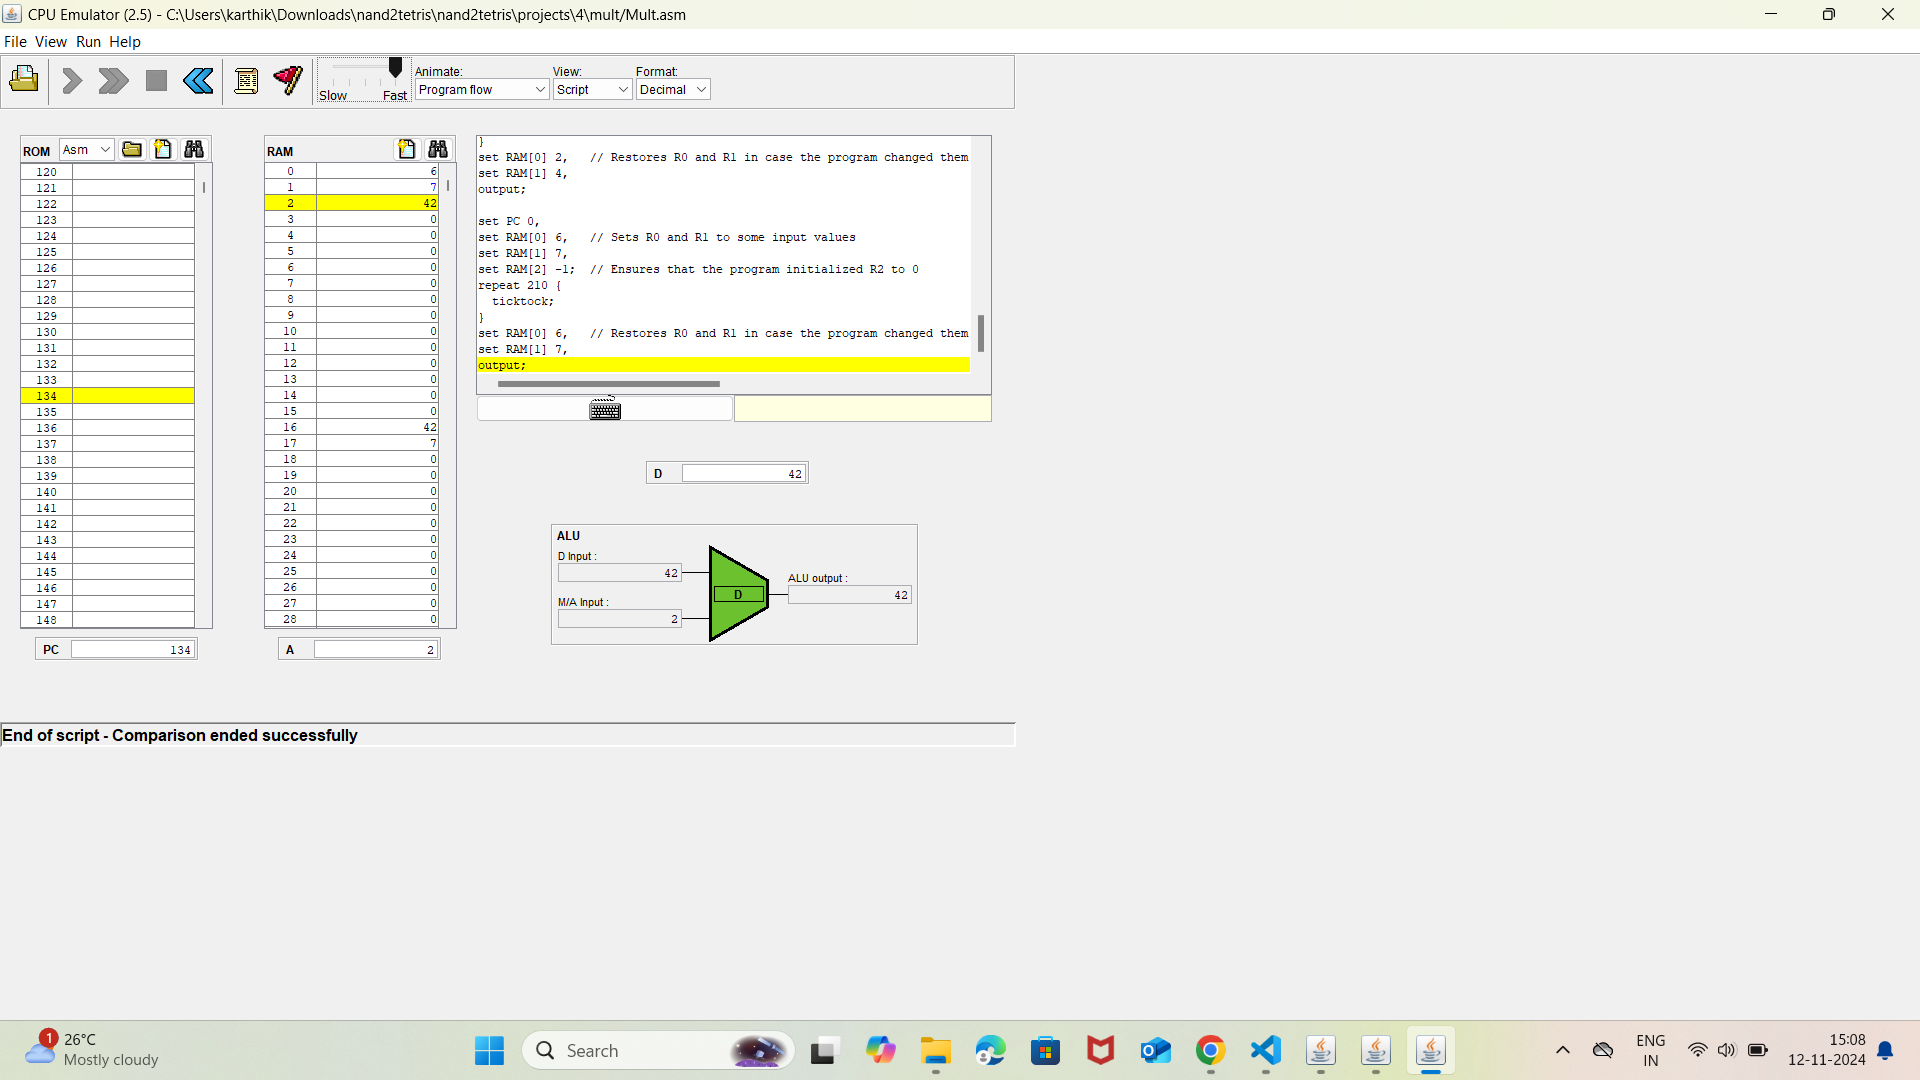 CPU Emulator (2.5) - C:\Users\karthik\Downloads\nand2tetris\nand2tetris\projects\4\mult/Mult.asm
File View Run Help
Slow Fast
Animate:
Program flow
View:
Script
Format:
Decimal
ROM Asm
120
121
122
123
124
125
126
127
128
129
130
131
132
133
134
135
136
137
138
139
140
141
142
143
144
145
146
147
148
PC 134
RAM
0 6
1 7
2 42
3 0
4 0
5 0
6 0
7 0
8 0
9 0
10 0
11 0
12 0
13 0
14 0
15 0
16 42
17 7
18 0
19 0
20 0
21 0
22 0
23 0
24 0
25 0
26 0
27 0
28 0
A 2
}
set RAM[0] 2,   // Restores R0 and R1 in case the program changed them
set RAM[1] 4,
output;
set PC 0,
set RAM[0] 6,   // Sets R0 and R1 to some input values
set RAM[1] 7,
set RAM[2] -1;  // Ensures that the program initialized R2 to 0
repeat 210 {
  ticktock;
}
set RAM[0] 6,   // Restores R0 and R1 in case the program changed them
set RAM[1] 7,
output;
D 42
ALU
D Input :
42
M/A Input :
2
D
ALU output :
42
End of script - Comparison ended successfully
1
26°C
Mostly cloudy
Search
ENG
IN
15:08
12-11-2024